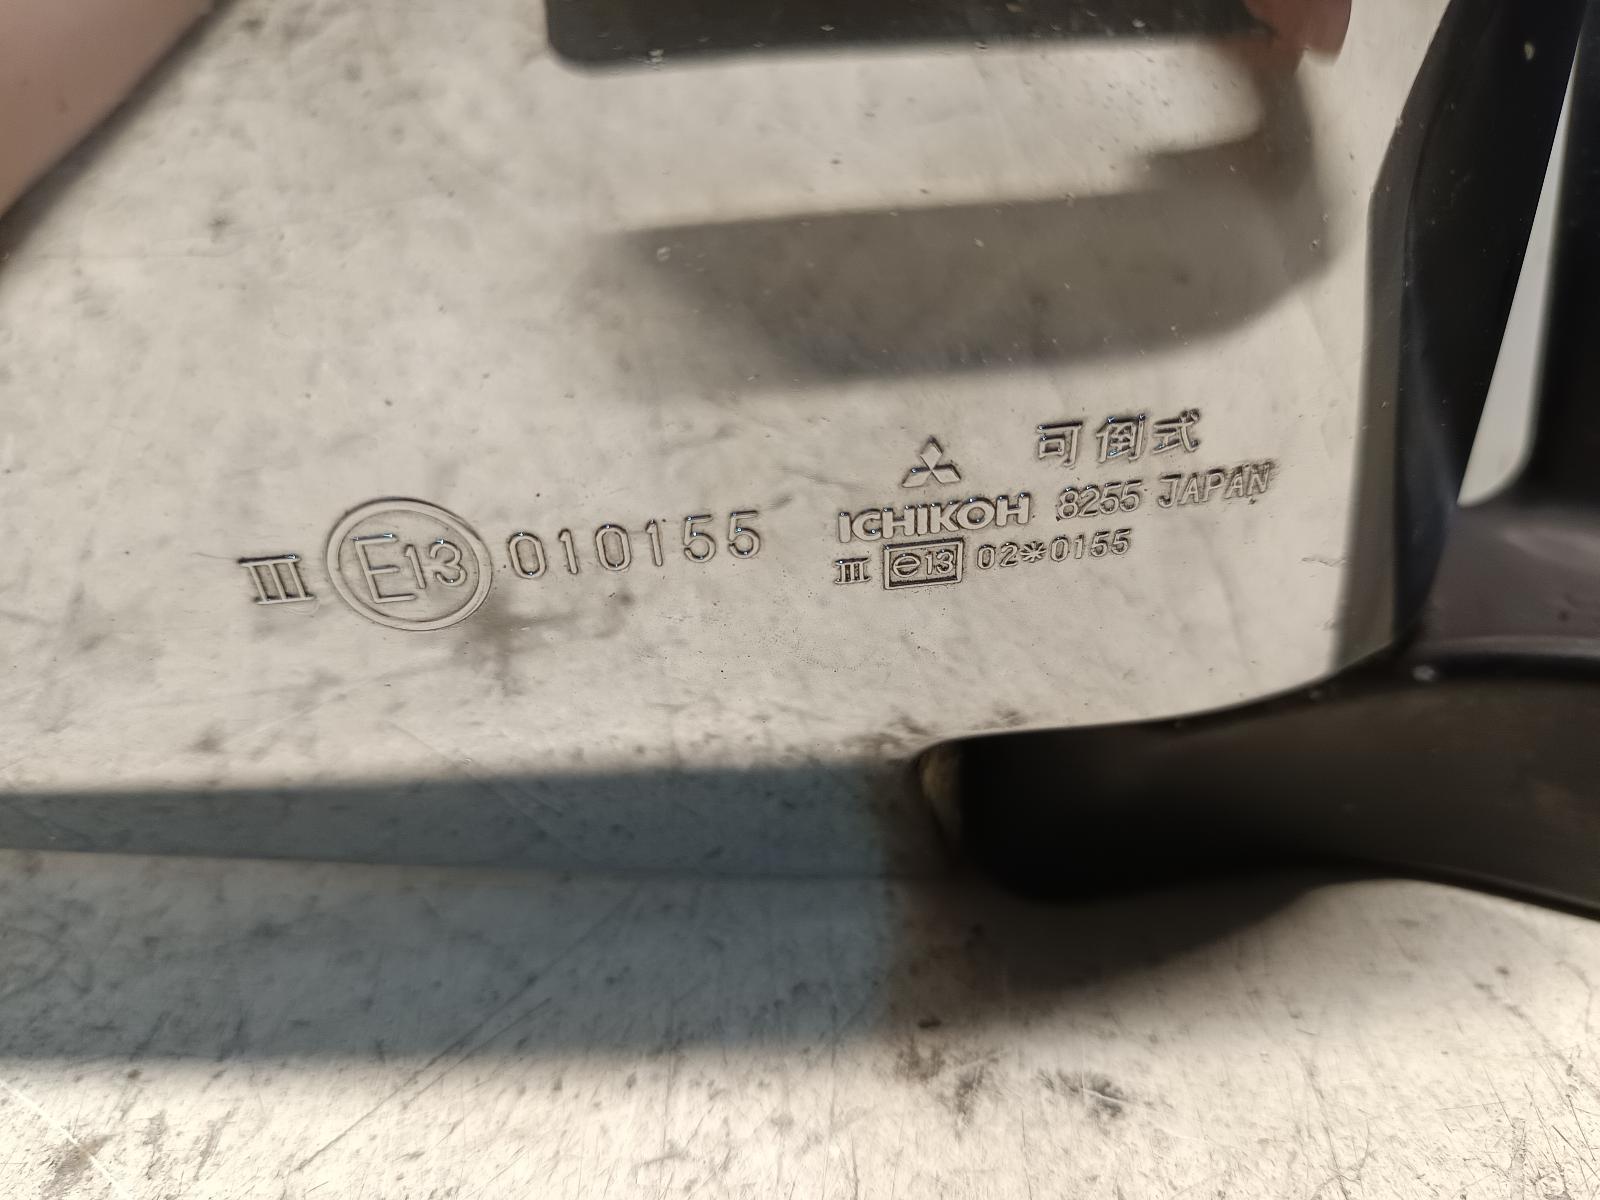 可倒式
ICHIKOH 8255 JAPAN
III E13 010155
III e13 02*0155